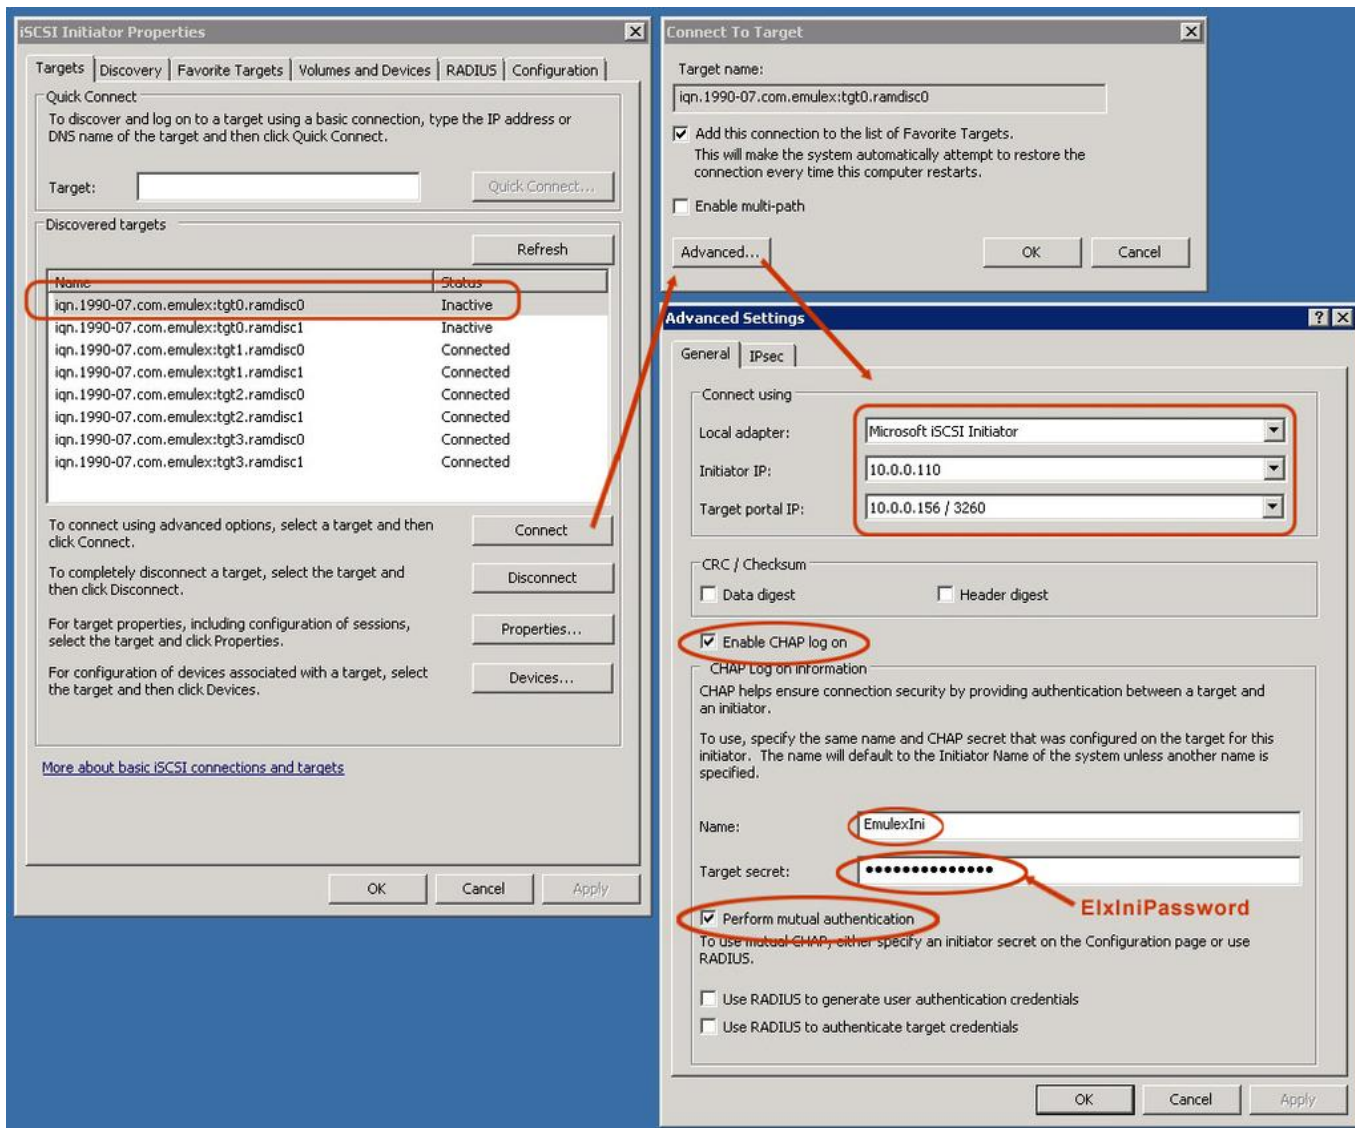 iSCSI Initiator Properties
Targets Discovery Favorite Targets Volumes and Devices RADIUS Configuration
Quick Connect
To discover and log on to a target using a basic connection, type the IP address or
DNS name of the target and then click Quick Connect.
Target: Quick Connect...
Discovered targets
Refresh
Name Status
iqn.1990-07.com.emulex:tgt0.ramdisc0 Inactive
iqn.1990-07.com.emulex:tgt0.ramdisc1 Inactive
iqn.1990-07.com.emulex:tgt1.ramdisc0 Connected
iqn.1990-07.com.emulex:tgt1.ramdisc1 Connected
iqn.1990-07.com.emulex:tgt2.ramdisc0 Connected
iqn.1990-07.com.emulex:tgt2.ramdisc1 Connected
iqn.1990-07.com.emulex:tgt3.ramdisc0 Connected
iqn.1990-07.com.emulex:tgt3.ramdisc1 Connected
To connect using advanced options, select a target and then
click Connect.
Connect
To completely disconnect a target, select the target and
then click Disconnect.
Disconnect
For target properties, including configuration of sessions,
select the target and click Properties.
Properties...
For configuration of devices associated with a target, select
the target and then click Devices.
Devices...
More about basic iSCSI connections and targets
OK Cancel Apply
Connect To Target
Target name:
iqn.1990-07.com.emulex:tgt0.ramdisc0
Add this connection to the list of Favorite Targets.
This will make the system automatically attempt to restore the
connection every time this computer restarts.
Enable multi-path
Advanced... OK Cancel
Advanced Settings
General IPsec
Connect using
Local adapter: Microsoft iSCSI Initiator
Initiator IP: 10.0.0.110
Target portal IP: 10.0.0.156 / 3260
CRC / Checksum
Data digest Header digest
Enable CHAP log on
CHAP Log on information
CHAP helps ensure connection security by providing authentication between a target and
an initiator.
To use, specify the same name and CHAP secret that was configured on the target for this
initiator. The name will default to the Initiator Name of the system unless another name is
specified.
Name: EmulexIni
Target secret: ●●●●●●●●●●●●●●
ElxIniPassword
Perform mutual authentication
To use mutual CHAP, either specify an initiator secret on the Configuration page or use
RADIUS.
Use RADIUS to generate user authentication credentials
Use RADIUS to authenticate target credentials
OK Cancel Apply